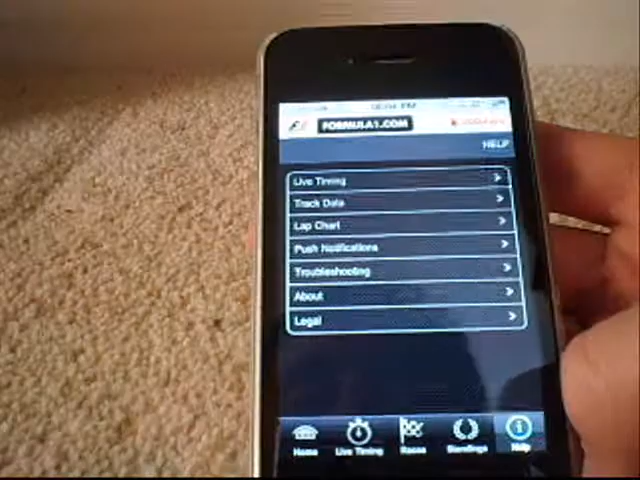 F1 FORMULA1.COM
HELP
Live Timing
Track Data
Lap Chart
Push Notifications
Troubleshooting
About
Legal
Home Live Timing Races Standings Help